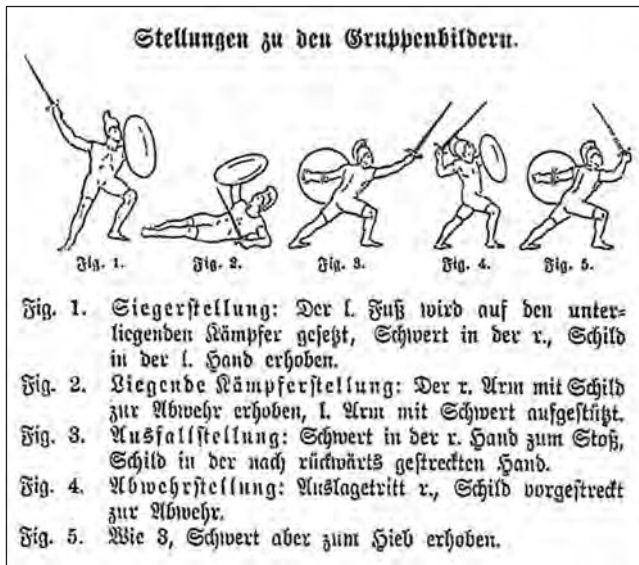 Stellungen zu den Gruppenbildern.
Fig. 1. Fig. 2. Fig. 3. Fig. 4. Fig. 5.
Fig. 1. Siegerstellung: Der l. Fuß wird auf den unter=
liegenden Kämpfer gesetzt, Schwert in der r., Schild
in der l. Hand erhoben.
Fig. 2. Liegende Kämpferstellung: Der r. Arm mit Schild
zur Abwehr erhoben, l. Arm mit Schwert aufgestützt.
Fig. 3. Ausfallstellung: Schwert in der r. Hand zum Stoß,
Schild in der nach rückwärts gestreckten Hand.
Fig. 4. Abwehrstellung: Auslagetritt r., Schild vorgestreckt
zur Abwehr.
Fig. 5. Wie 3, Schwert aber zum Hieb erhoben.